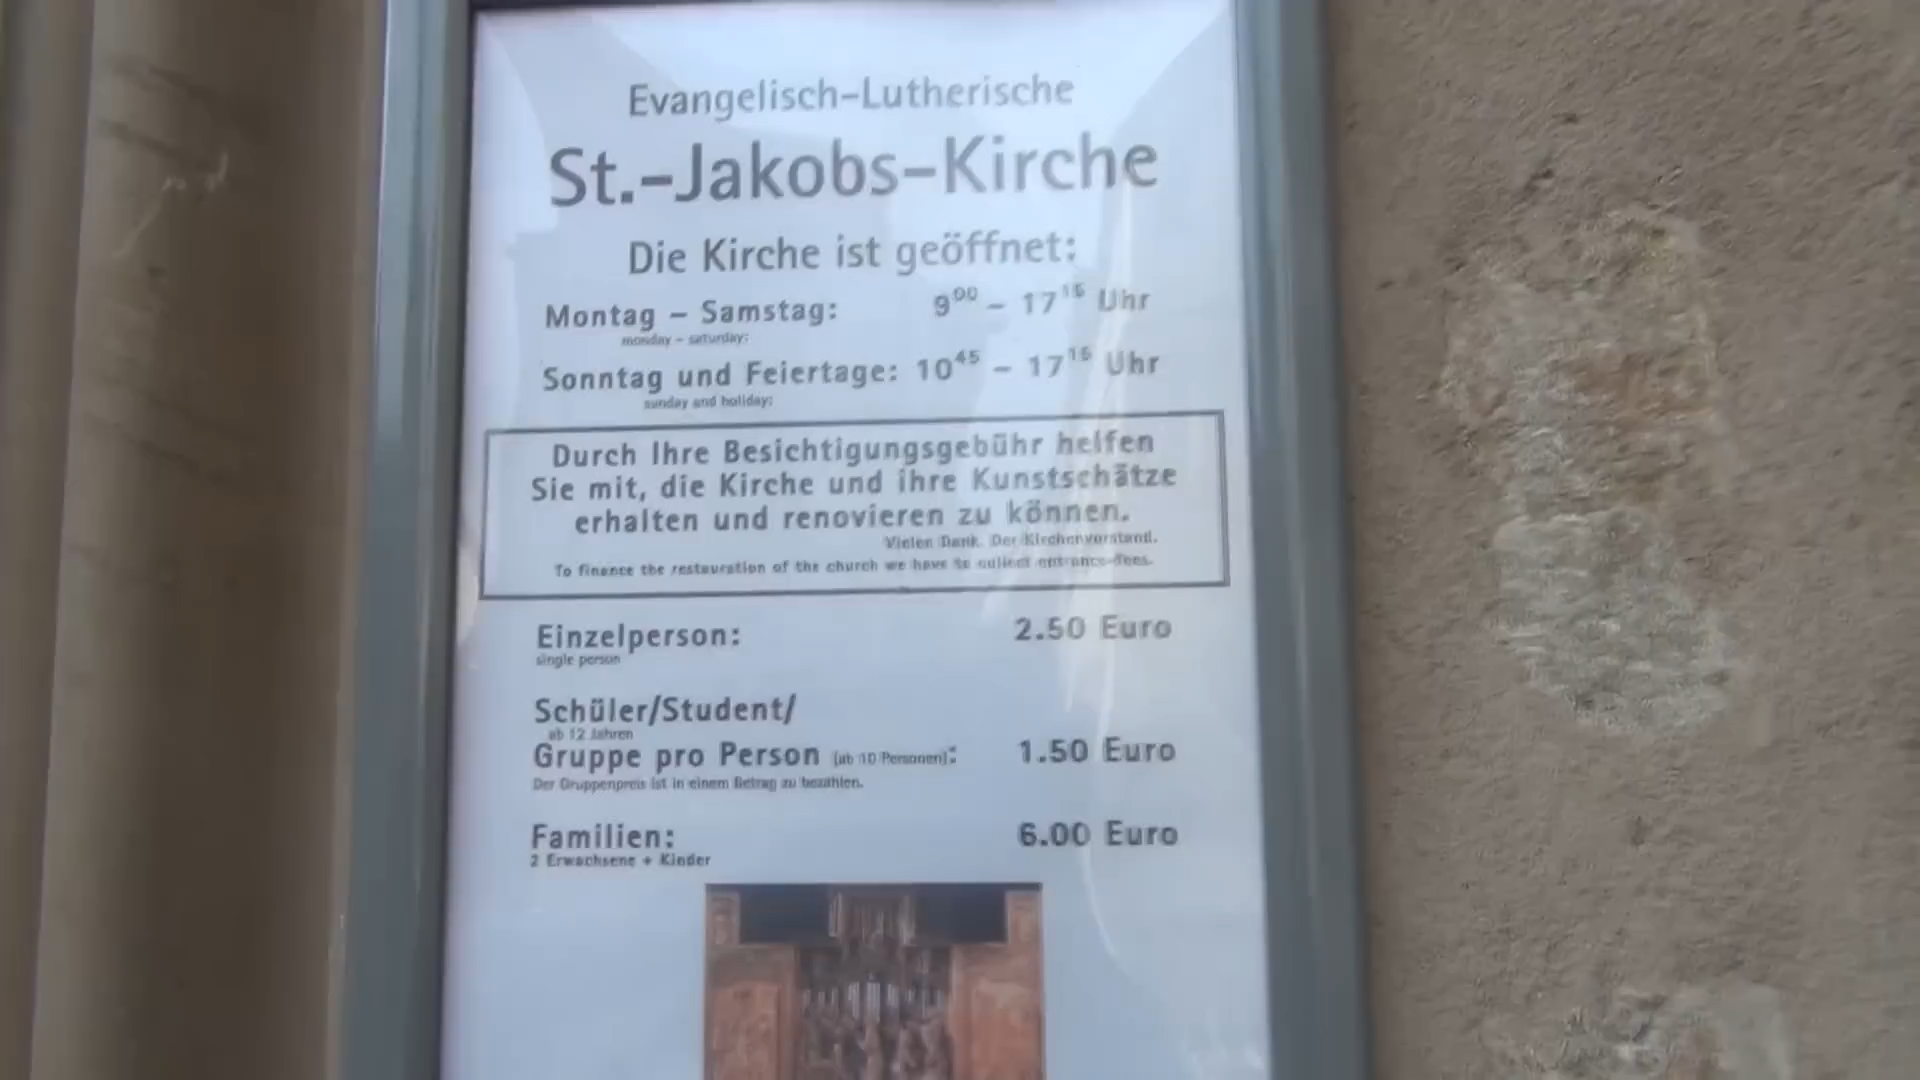 Evangelisch-Lutherische
St.-Jakobs-Kirche
Die Kirche ist geöffnet:
Montag - Samstag: 9⁰⁰ - 17¹⁵ Uhr
monday - saturday:
Sonntag und Feiertage: 10⁴⁵ - 17¹⁵ Uhr
sunday and holiday:
Durch Ihre Besichtigungsgebühr helfen
Sie mit, die Kirche und ihre Kunstschätze
erhalten und renovieren zu können.
Vielen Dank. Der Kirchenvorstand.
To finance the restauration of the church we have to collect entrance-fees.
Einzelperson: 2.50 Euro
single person
Schüler/Student/
ab 12 Jahren
Gruppe pro Person (ab 10 Personen): 1.50 Euro
Der Gruppenpreis ist in einem Betrag zu bezahlen.
Familien: 6.00 Euro
2 Erwachsene + Kinder